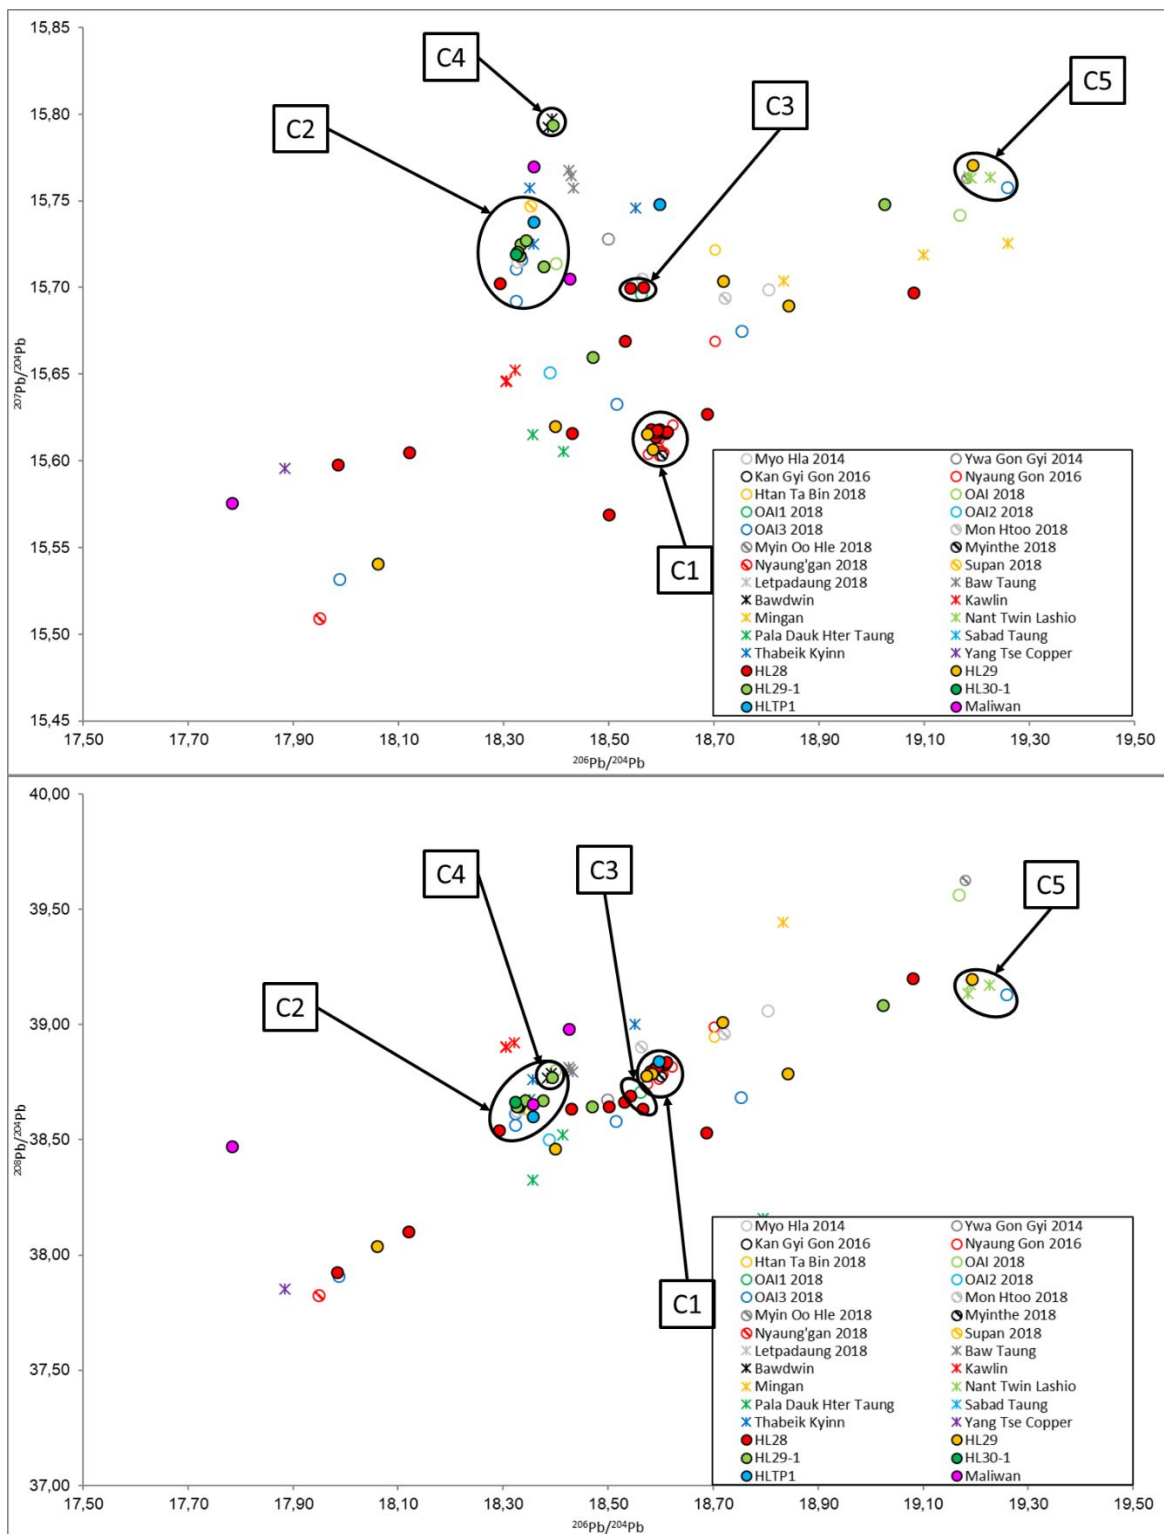 15,85
15,80
15,75
15,70
15,65
15,60
15,55
15,50
15,45
²⁰⁷Pb/²⁰⁴Pb
C4
C3
C5
C2
C1
Myo Hla 2014 Ywa Gon Gyi 2014
Kan Gyi Gon 2016 Nyaung Gon 2016
Htan Ta Bin 2018 OAI 2018
OAI1 2018 OAI2 2018
OAI3 2018 Mon Htoo 2018
Myin Oo Hle 2018 Myinthe 2018
Nyaung'gan 2018 Supan 2018
Letpadaung 2018 Baw Taung
Bawdwin Kawlin
Mingan Nant Twin Lashio
Pala Dauk Hter Taung Sabad Taung
Thabeik Kyinn Yang Tse Copper
HL28 HL29
HL29-1 HL30-1
HLTP1 Maliwan
17,50 17,70 17,90 18,10 18,30 18,50 18,70 18,90 19,10 19,30 19,50
²⁰⁶Pb/²⁰⁴Pb
40,00
39,50
39,00
38,50
38,00
37,50
37,00
²⁰⁸Pb/²⁰⁴Pb
C4
C3
C5
C2
C1
Myo Hla 2014 Ywa Gon Gyi 2014
Kan Gyi Gon 2016 Nyaung Gon 2016
Htan Ta Bin 2018 OAI 2018
OAI1 2018 OAI2 2018
OAI3 2018 Mon Htoo 2018
Myin Oo Hle 2018 Myinthe 2018
Nyaung'gan 2018 Supan 2018
Letpadaung 2018 Baw Taung
Bawdwin Kawlin
Mingan Nant Twin Lashio
Pala Dauk Hter Taung Sabad Taung
Thabeik Kyinn Yang Tse Copper
HL28 HL29
HL29-1 HL30-1
HLTP1 Maliwan
17,50 17,70 17,90 18,10 18,30 18,50 18,70 18,90 19,10 19,30 19,50
²⁰⁶Pb/²⁰⁴Pb